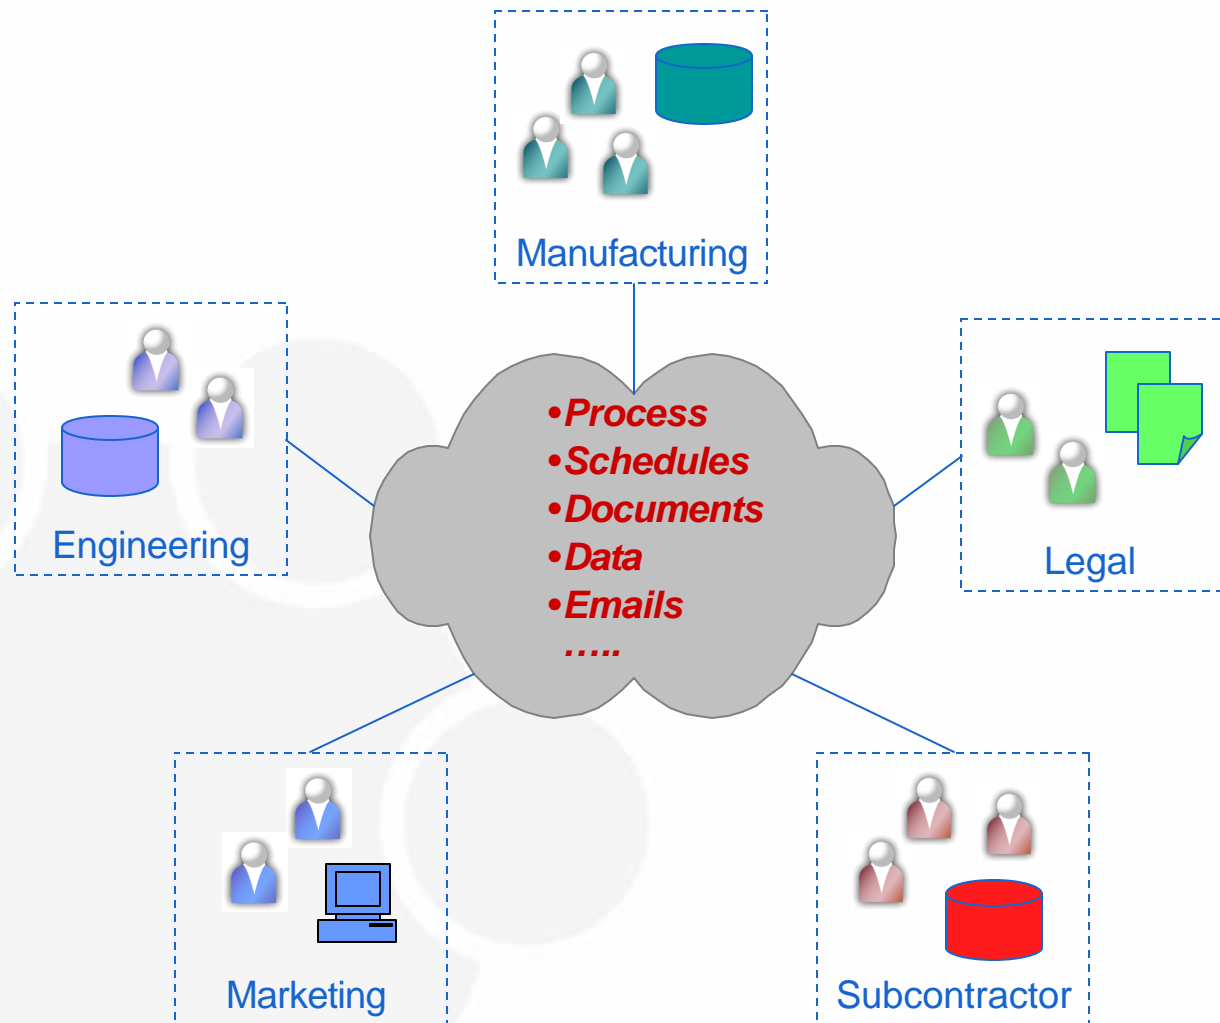 Manufacturing
Engineering
•Process
•Schedules
•Documents
•Data
•Emails
…..
Legal
Marketing
Subcontractor